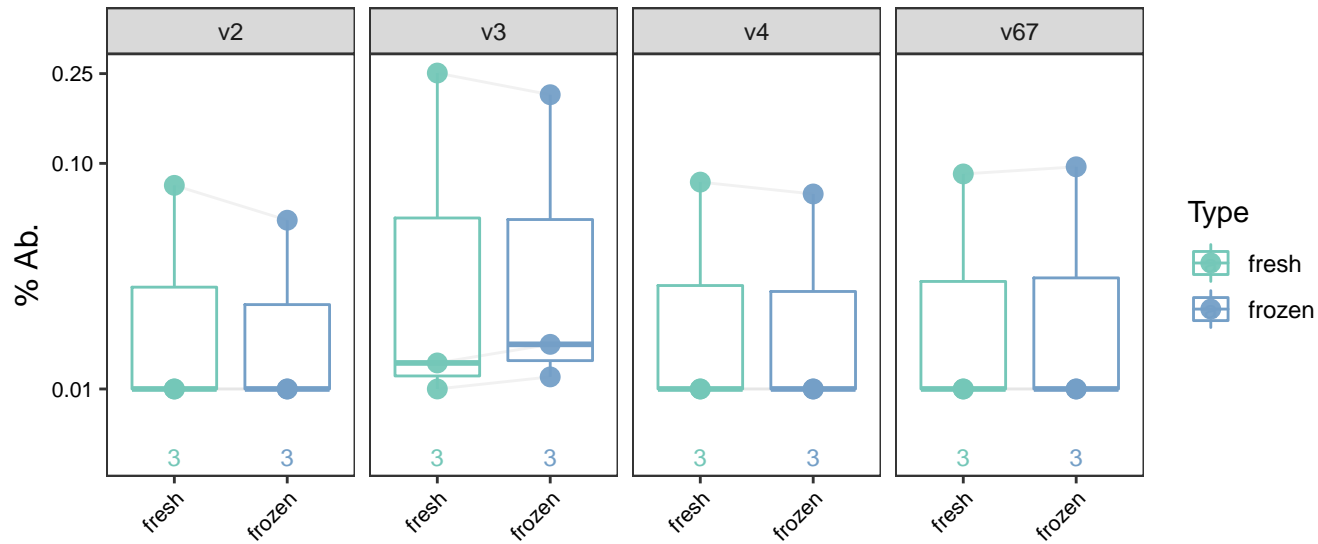 v2 v3 v4 v67
% Ab.
0.25
0.10
0.01
3 3 3 3 3 3 3 3
fresh frozen fresh frozen fresh frozen fresh frozen
Type
fresh
frozen